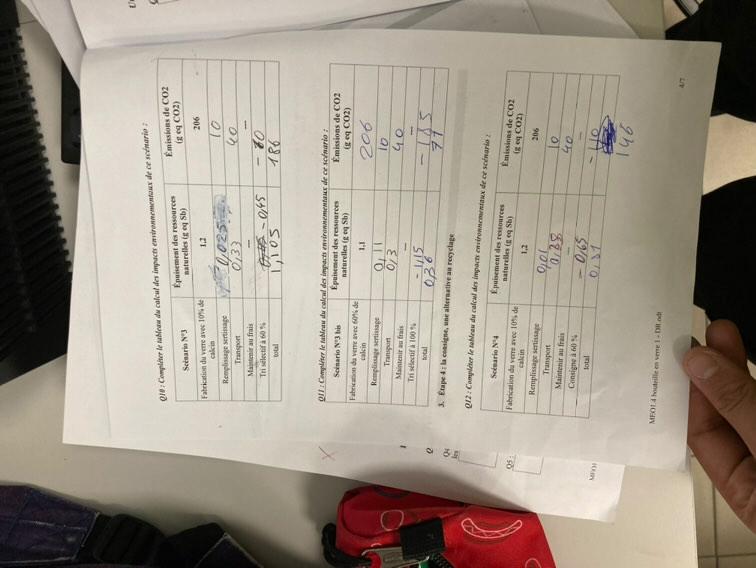 Q10 : Compléter le tableau du calcul des impacts environnementaux de ce scénario :
Scénario N°3 Épuisement des ressources naturelles (g eq Sb) Émissions de CO2 (g eq CO2)
Fabrication du verre avec 10% de calcin 1,2 206
Remplissage sertissage 0,025 10
Transport 0,33 40
Maintenir au frais – –
Tri sélectif à 60 % -0,45
total 1,105 186
Q11 : Compléter le tableau du calcul des impacts environnementaux de ce scénario :
Scénario N°3 bis Épuisement des ressources naturelles (g eq Sb) Émissions de CO2 (g eq CO2)
Fabrication du verre avec 60% de calcin 1,1 206
Remplissage sertissage 0,11 10
Transport 0,3 40
Maintenir au frais – –
Tri sélectif à 100 % -1,15 -185
total 0,26 71
3. Étape 4 : la consigne, une alternative au recyclage
Q12 : Compléter le tableau du calcul des impacts environnementaux de ce scénario :
Scénario N°4 Épuisement des ressources naturelles (g eq Sb) Émissions de CO2 (g eq CO2)
Fabrication du verre avec 10% de calcin 1,2 206
Remplissage sertissage 0,01 10
Transport 40
Maintenir au frais – –
Consigne à 60 % -0,65 -110
total 146
MEO1.4 bouteille en verre 1 - DR.odt
4/7
Q5 :
MEO1